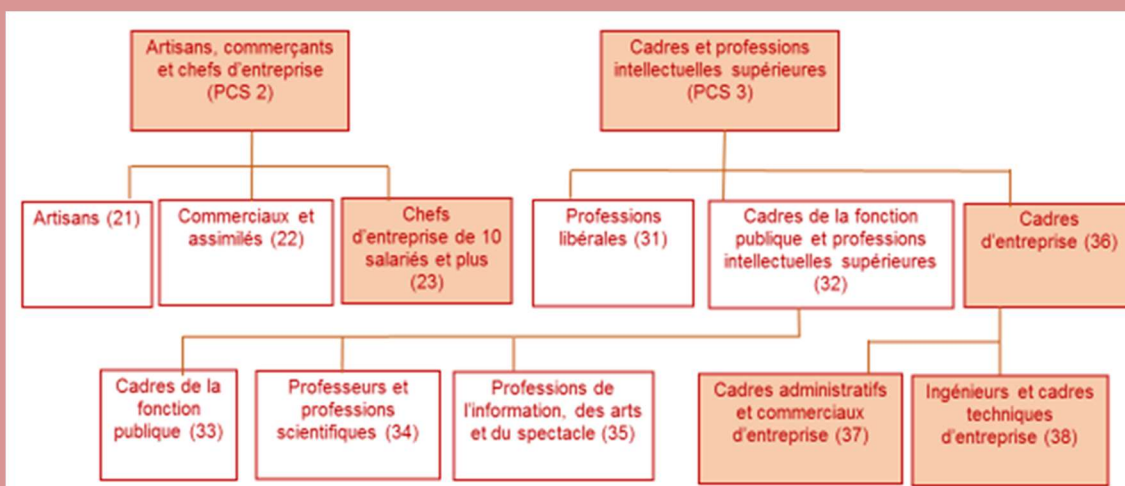 Artisans, commerçants
et chefs d'entreprise
(PCS 2)
Cadres et professions
intellectuelles supérieures
(PCS 3)
Artisans (21)
Commerciaux et
assimilés (22)
Chefs
d'entreprise de 10
salariés et plus
(23)
Professions
libérales (31)
Cadres de la fonction
publique et professions
intellectuelles supérieures
(32)
Cadres
d'entreprise (36)
Cadres de la
fonction
publique (33)
Professeurs et
professions
scientifiques (34)
Professions de
l'information, des arts
et du spectacle (35)
Cadres administratifs
et commerciaux
d'entreprise (37)
Ingénieurs et cadres
techniques
d'entreprise (38)